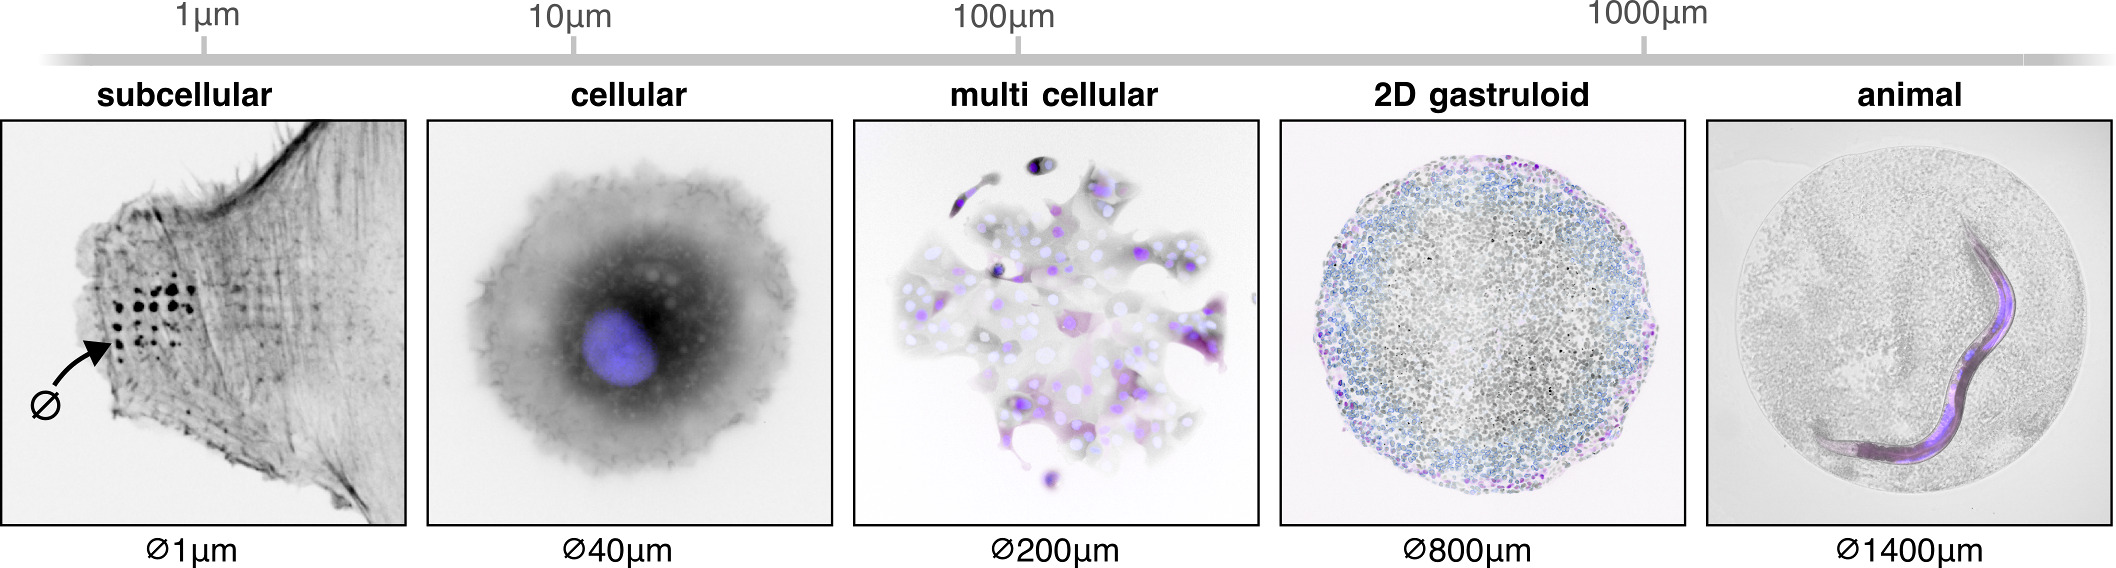 1µm 10µm 100µm 1000µm
subcellular cellular multi cellular 2D gastruloid animal
∅
∅1µm ∅40µm ∅200µm ∅800µm ∅1400µm